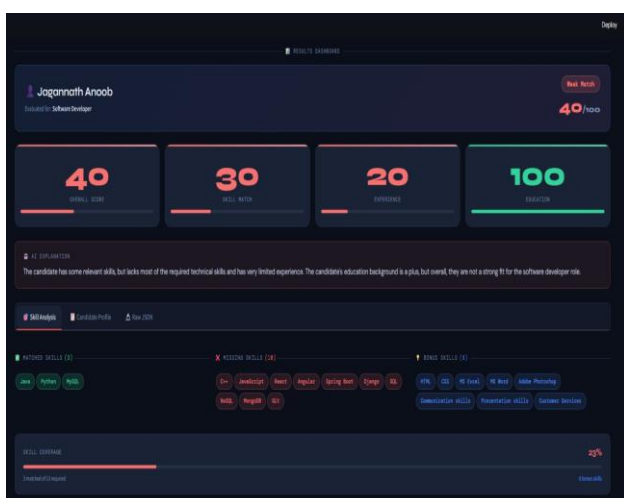 Deploy
RESULTS DASHBOARD
Jagannath Anoob
Weak Match
Evaluated for: Software Developer
40/100
40
30
20
100
OVERALL SCORE
SKILL MATCH
EXPERIENCE
EDUCATION
AI EXPLANATION
The candidate has some relevant skills, but lacks most of the required technical skills and has very limited experience. The candidate's education background is a plus, but overall, they are not a strong fit for the software developer role.
Skill Analysis
Candidate Profile
Raw JSON
MATCHED SKILLS (3)
Java Python MySQL
MISSING SKILLS (10)
C++ JavaScript React Angular Spring Boot Django SQL
NoSQL MongoDB Git
BONUS SKILLS (8)
HTML CSS MS Excel MS Word Adobe Photoshop
Communication skills Presentation skills Customer Services
SKILL COVERAGE
23%
8 bonus skills